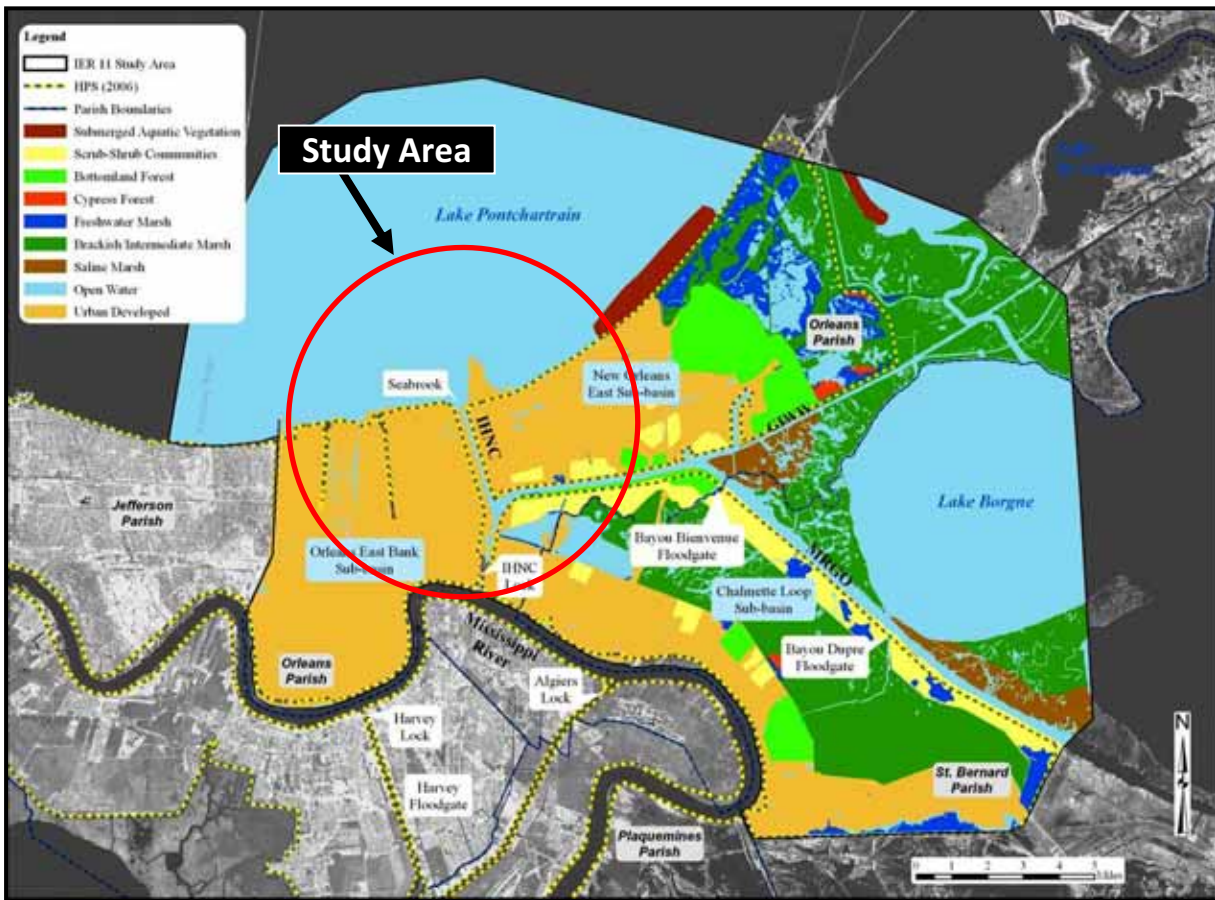 Legend
IER 11 Study Area
HPS (2006)
Parish Boundaries
Submerged Aquatic Vegetation
Scrub-Shrub Communities
Bottomland Forest
Cypress Forest
Freshwater Marsh
Brackish Intermediate Marsh
Saline Marsh
Open Water
Urban Developed
Study Area
Lake Pontchartrain
Orleans
Parish
Seabrook
New Orleans
East Sub-basin
IHNC
GIWW
Lake Borgne
Jefferson
Parish
Bayou Bienvenue
Floodgate
Orleans East Bank
Sub-basin
IHNC
Lock
MRGO
Chalmette Loop
Sub-basin
Mississippi
River
Bayou Dupre
Floodgate
Orleans
Parish
Algiers
Lock
Harvey
Lock
Harvey
Floodgate
St. Bernard
Parish
Plaquemines
Parish
N
0 1 2 3 4 5
Miles